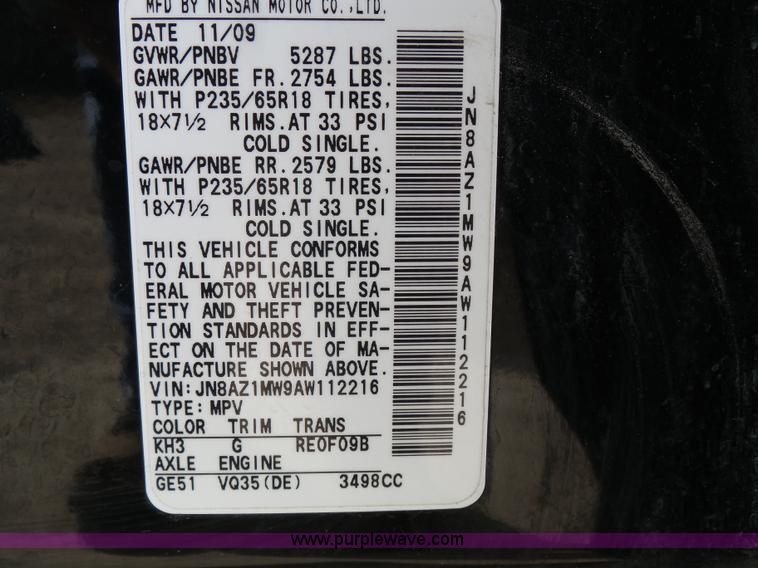 MFD BY NISSAN MOTOR CO.,LTD.
DATE 11/09
GVWR/PNBV 5287 LBS.
GAWR/PNBE FR. 2754 LBS.
WITH P235/65R18 TIRES,
18×7½ RIMS. AT 33 PSI
COLD SINGLE.
GAWR/PNBE RR. 2579 LBS.
WITH P235/65R18 TIRES,
18×7½ RIMS. AT 33 PSI
COLD SINGLE.
THIS VEHICLE CONFORMS
TO ALL APPLICABLE FED-
ERAL MOTOR VEHICLE SA-
FETY AND THEFT PREVEN-
TION STANDARDS IN EFF-
ECT ON THE DATE OF MA-
NUFACTURE SHOWN ABOVE.
VIN:JN8AZ1MW9AW112216
TYPE:MPV
COLOR TRIM TRANS
KH3 G RE0F09B
AXLE ENGINE
GE51 VQ35(DE) 3498CC
JN8AZ1MW9AW112216
www.purplewave.com